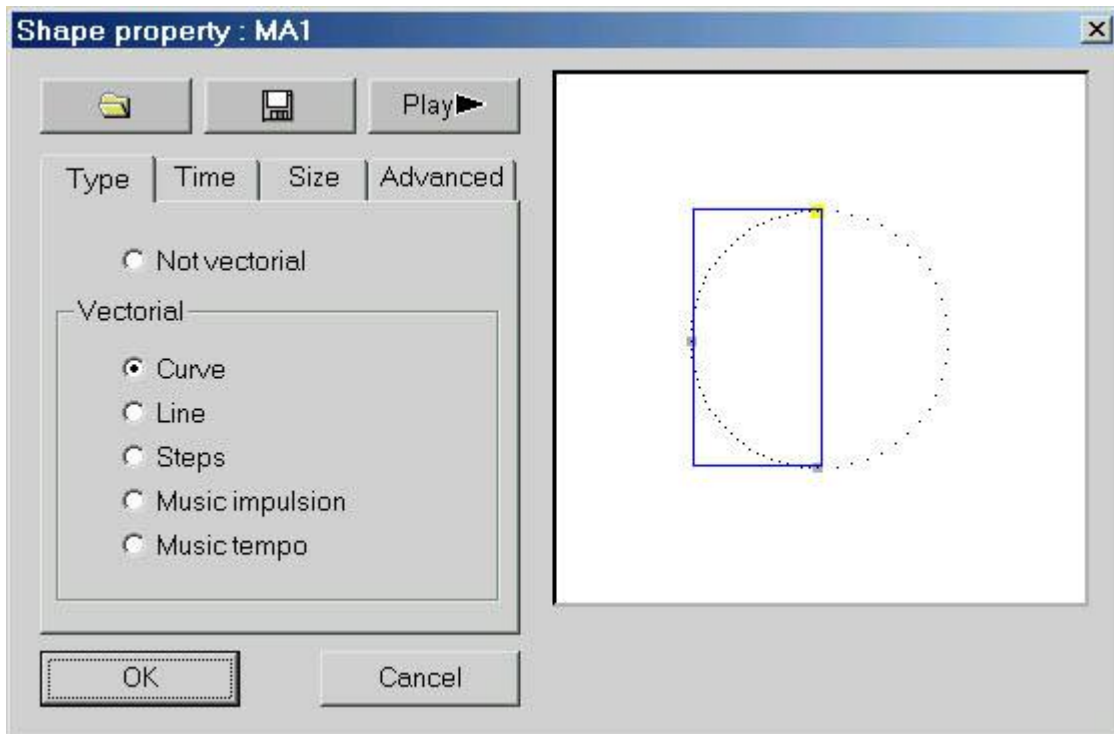 Shape property : MA1
Play
Type Time Size Advanced
Not vectorial
Vectorial
Curve
Line
Steps
Music impulsion
Music tempo
OK Cancel